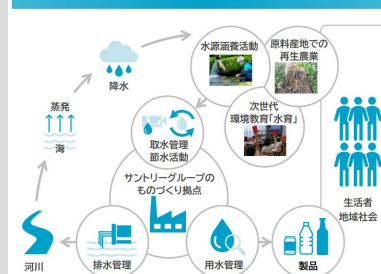 水源涵養活動
原料産地での
再生農業
降水
次世代
環境教育「水育」
蒸発
海
取水管理
節水活動
サントリーグループの
ものづくり拠点
生活者
地域社会
河川
排水管理
用水管理
製品